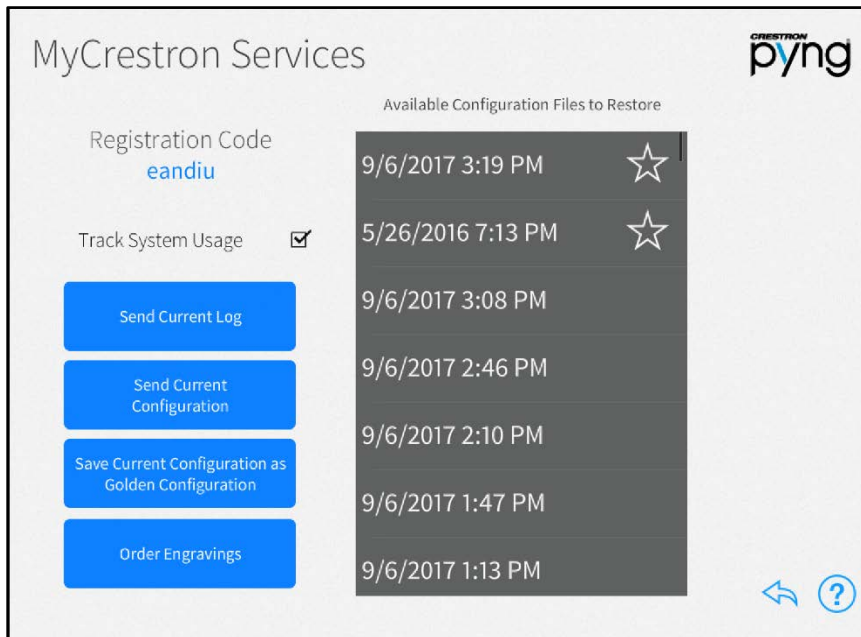 MyCrestron Services
CRESTRON
pyng
Registration Code
eandiu
Track System Usage
Send Current Log
Send Current
Configuration
Save Current Configuration as
Golden Configuration
Order Engravings
Available Configuration Files to Restore
9/6/2017 3:19 PM
5/26/2016 7:13 PM
9/6/2017 3:08 PM
9/6/2017 2:46 PM
9/6/2017 2:10 PM
9/6/2017 1:47 PM
9/6/2017 1:13 PM
?